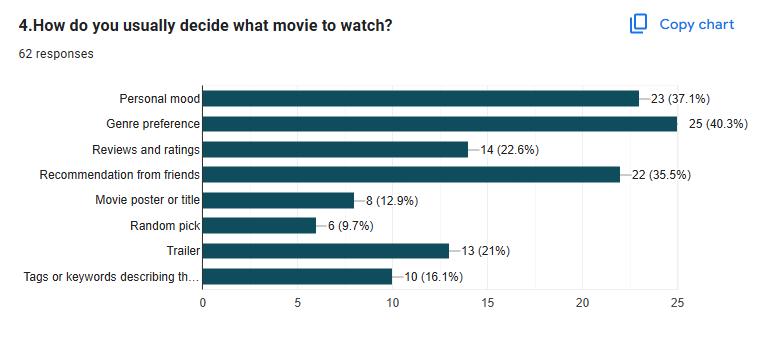 4.How do you usually decide what movie to watch?
Copy chart
62 responses
Personal mood 23 (37.1%)
Genre preference 25 (40.3%)
Reviews and ratings 14 (22.6%)
Recommendation from friends 22 (35.5%)
Movie poster or title 8 (12.9%)
Random pick 6 (9.7%)
Trailer 13 (21%)
Tags or keywords describing th... 10 (16.1%)
0 5 10 15 20 25